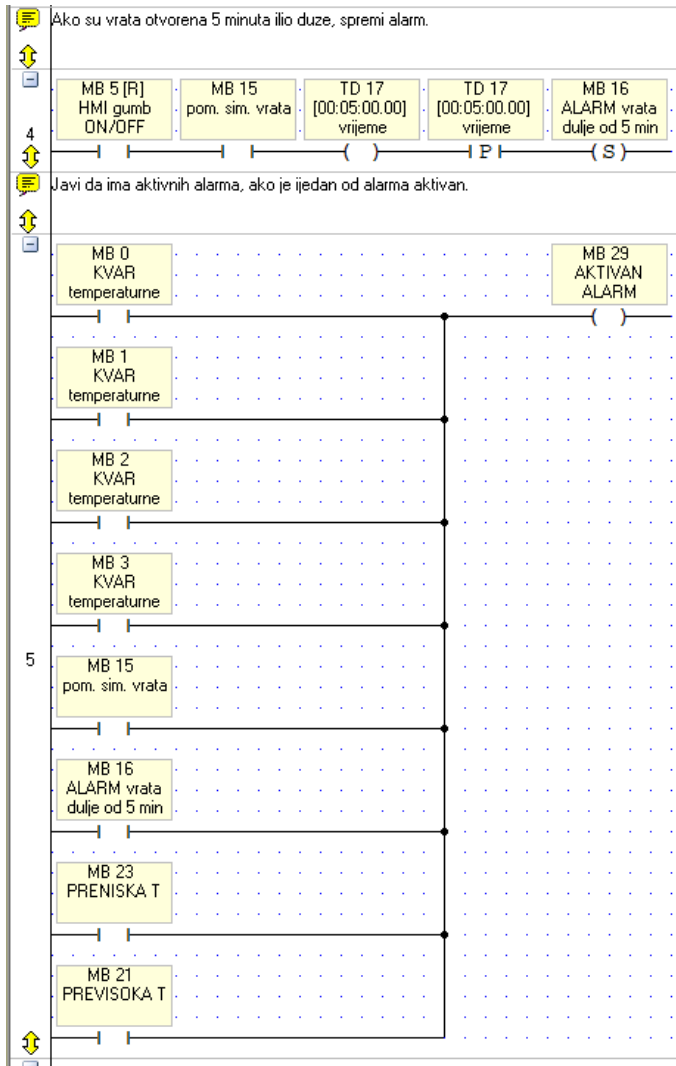 Ako su vrata otvorena 5 minuta ilio duze, spremi alarm.
MB 5 [R]
HMI gumb
ON/OFF
MB 15
pom. sim. vrata
TD 17
[00:05:00.00]
vrijeme
TD 17
[00:05:00.00]
vrijeme
MB 16
ALARM vrata
dulje od 5 min
4
( )
P
(S)
Javi da ima aktivnih alarma, ako je ijedan od alarma aktivan.
MB 0
KVAR
temperaturne
MB 29
AKTIVAN
ALARM
( )
MB 1
KVAR
temperaturne
MB 2
KVAR
temperaturne
MB 3
KVAR
temperaturne
5
MB 15
pom. sim. vrata
MB 16
ALARM vrata
dulje od 5 min
MB 23
PRENISKA T
MB 21
PREVISOKA T